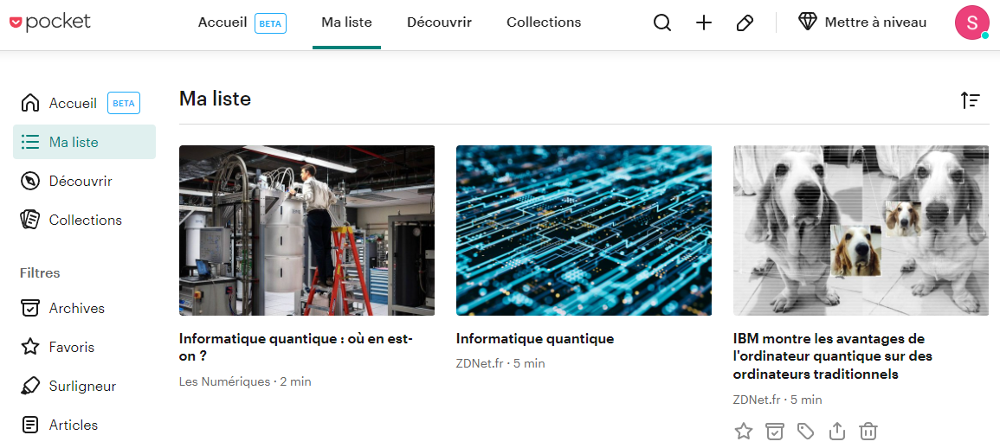 pocket
Accueil BETA
Ma liste
Découvrir
Collections
Mettre à niveau
S
Accueil BETA
Ma liste
Découvrir
Collections
Filtres
Archives
Favoris
Surligneur
Articles
Ma liste
Informatique quantique : où en est-
on ?
Les Numériques · 2 min
Informatique quantique
ZDNet.fr · 5 min
IBM montre les avantages de
l'ordinateur quantique sur des
ordinateurs traditionnels
ZDNet.fr · 5 min